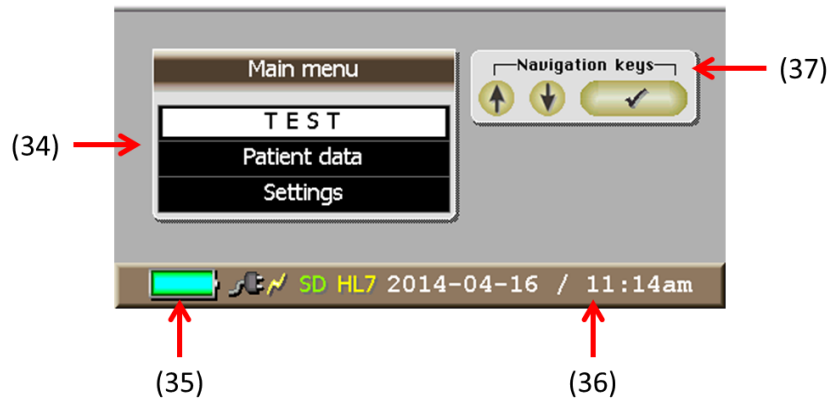 Main menu
Navigation keys
(37)
TEST
(34)
Patient data
Settings
SD HL7 2014-04-16 / 11:14am
(35)
(36)